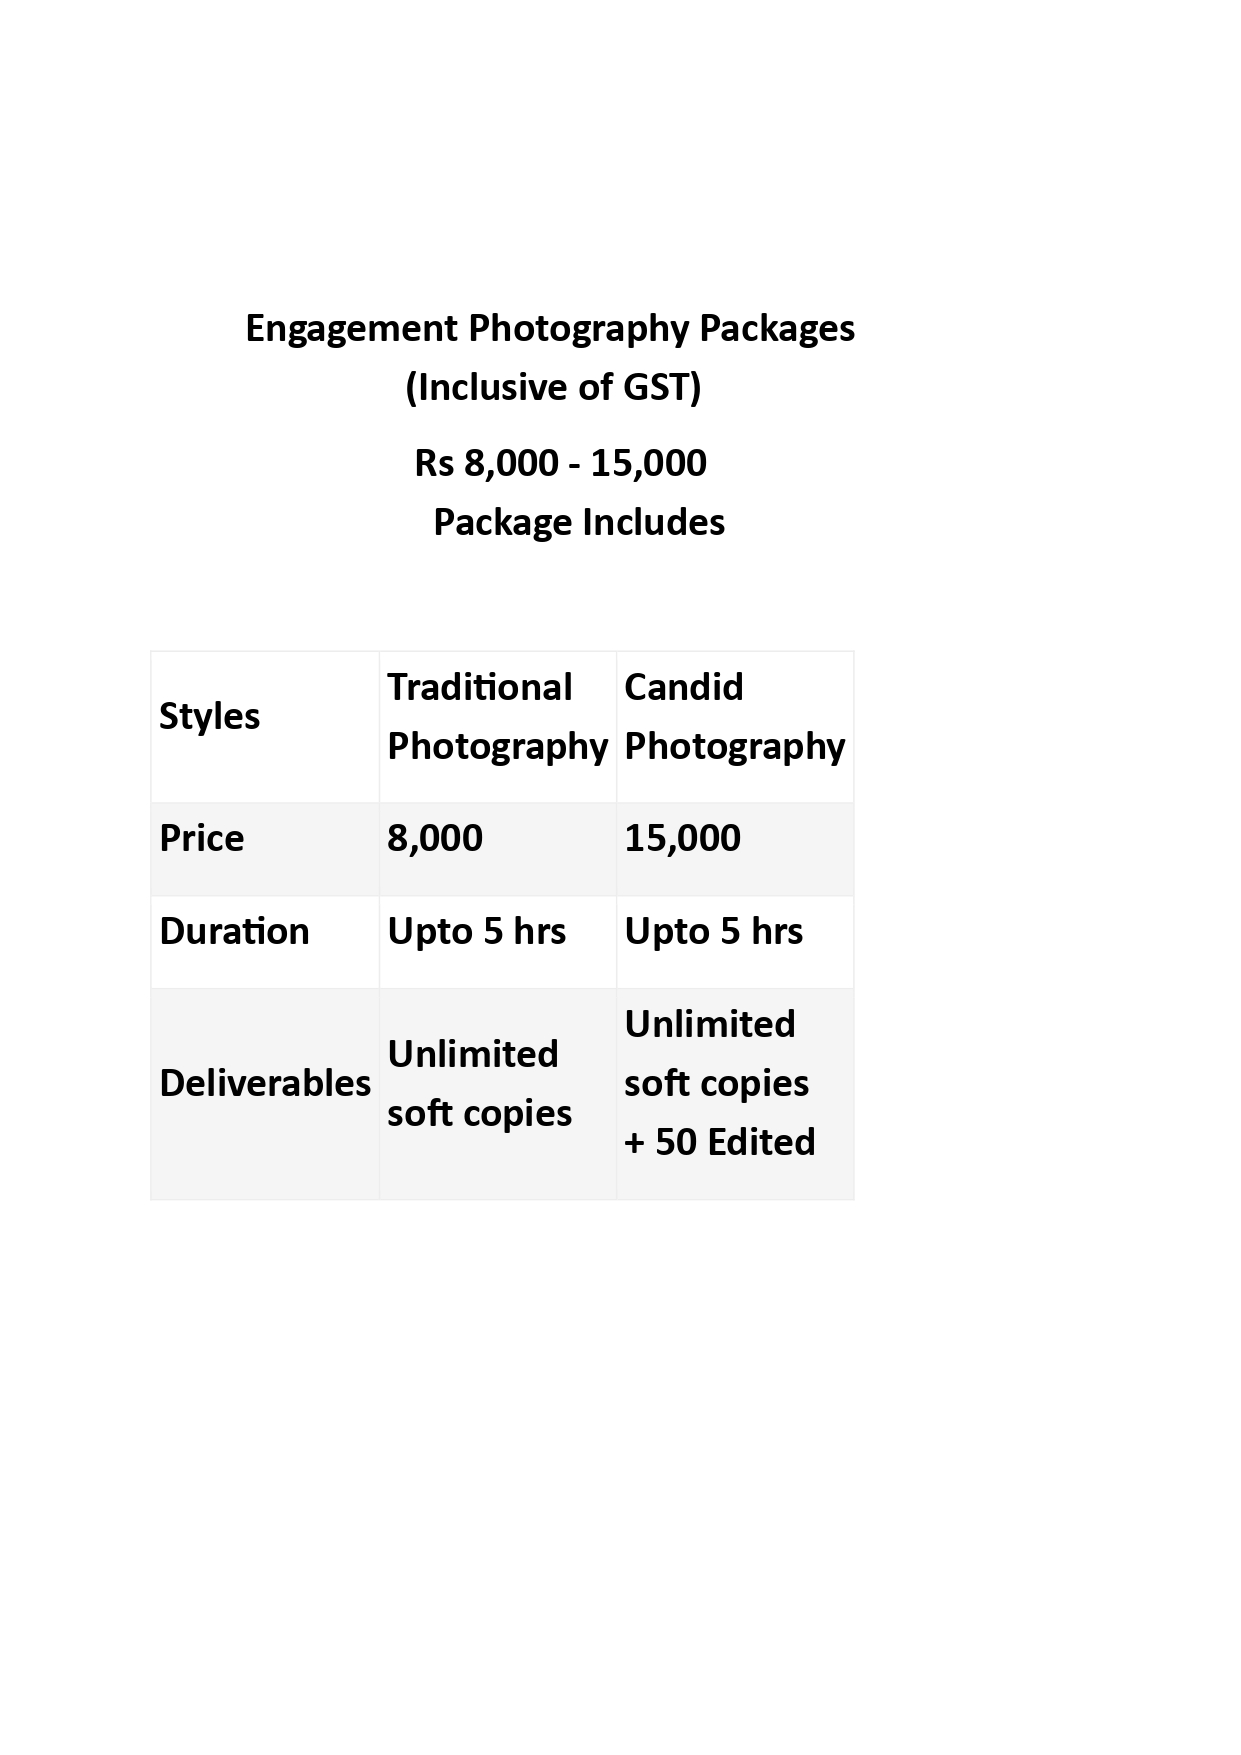 Engagement Photography Packages
(Inclusive of GST)
Rs 8,000 - 15,000
Package Includes
Styles
Traditional
Photography
Candid
Photography
Price
8,000
15,000
Duration
Upto 5 hrs
Upto 5 hrs
Deliverables
Unlimited
soft copies
Unlimited
soft copies
+ 50 Edited